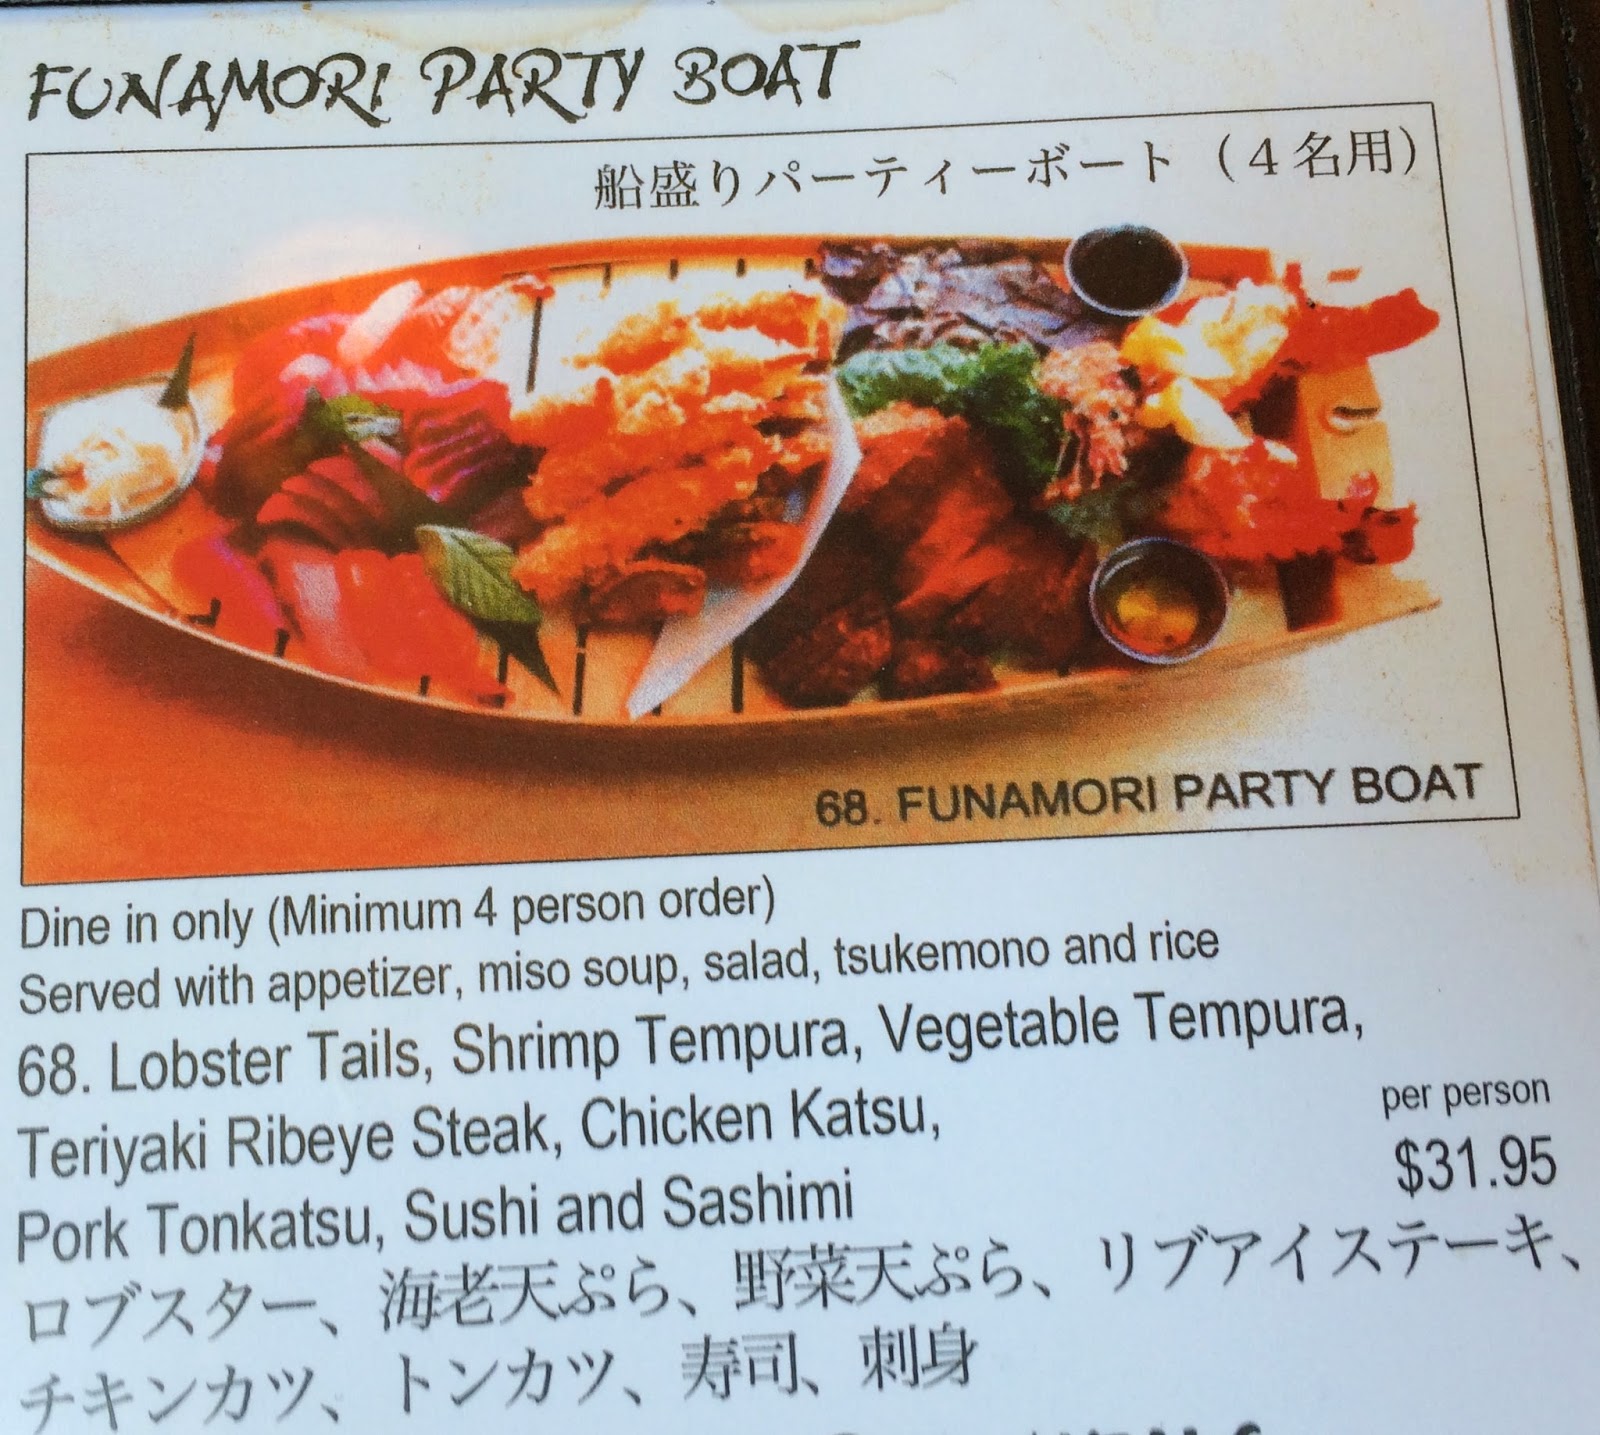 FUNAMORI PARTY BOAT
船盛りパーティーボート（４名用）
68. FUNAMORI PARTY BOAT
Dine in only (Minimum 4 person order)
Served with appetizer, miso soup, salad, tsukemono and rice
68. Lobster Tails, Shrimp Tempura, Vegetable Tempura,
Teriyaki Ribeye Steak, Chicken Katsu,
Pork Tonkatsu, Sushi and Sashimi
per person
$31.95
ロブスター、海老天ぷら、野菜天ぷら、リブアイステーキ、
チキンカツ、トンカツ、寿司、刺身